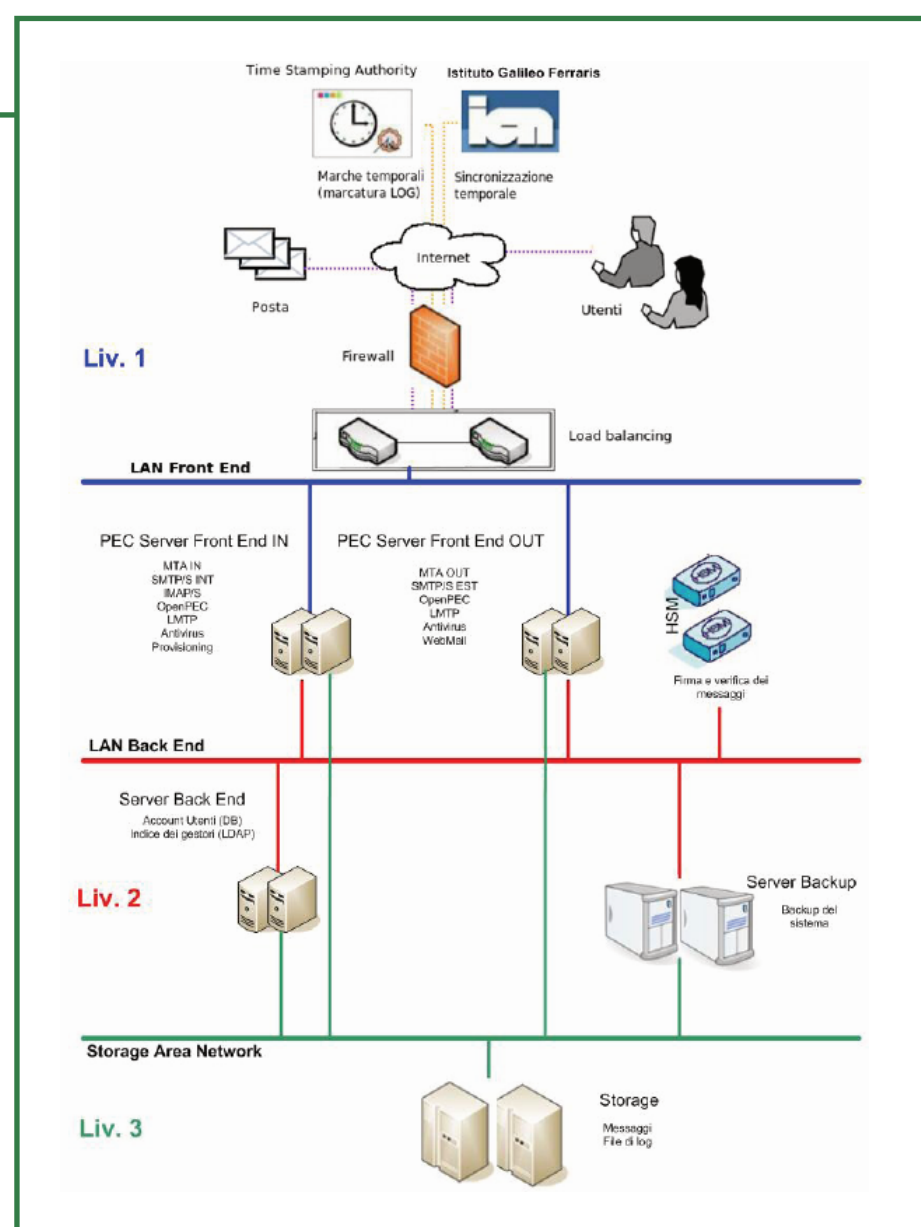 Time Stamping Authority
Istituto Galileo Ferraris
ien
Marche temporali
(marcatura LOG)
Sincronizzazione
temporale
Internet
Posta
Utenti
Firewall
Liv. 1
Load balancing
LAN Front End
PEC Server Front End IN
MTA IN
SMTP/S INT
IMAP/S
OpenPEC
LMTP
Antivirus
Provisioning
PEC Server Front End OUT
MTA OUT
SMTP/S EST
OpenPEC
LMTP
Antivirus
WebMail
HSM
HSM
HSM
Firma e verifica dei
messaggi
LAN Back End
Server Back End
Account Utenti (DB)
Indice dei gestori (LDAP)
Liv. 2
Server Backup
Backup del
sistema
Storage Area Network
Liv. 3
Storage
Messaggi
File di log